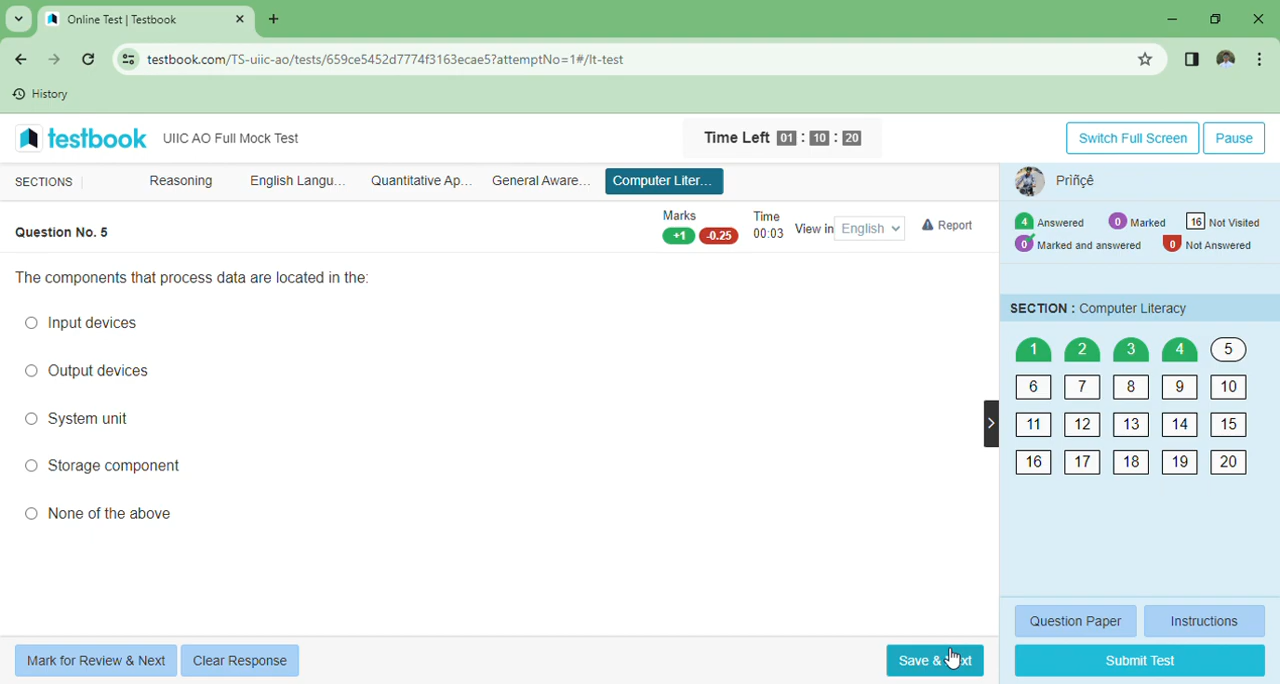 Online Test | Testbook
testbook.com/TS-uiic-ao/tests/659ce5452d7774f3163ecae5?attemptNo=1#/lt-test
History
testbook UIIC AO Full Mock Test Time Left 01 : 10 : 20 Switch Full Screen Pause
SECTIONS Reasoning English Langu... Quantitative Ap... General Aware... Computer Liter... Prïñçê
Question No. 5 Marks +1 -0.25 Time 00:03 View in English Report
4 Answered 0 Marked 16 Not Visited
0 Marked and answered 0 Not Answered
The components that process data are located in the:
Input devices
Output devices
System unit
Storage component
None of the above
SECTION : Computer Literacy
1 2 3 4 5
6 7 8 9 10
11 12 13 14 15
16 17 18 19 20
Question Paper Instructions
Mark for Review & Next Clear Response Save & Submit Test